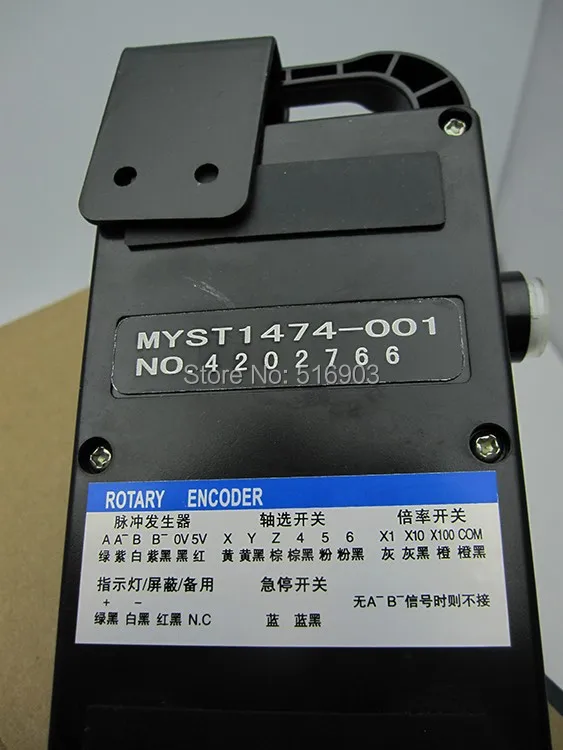 MYST1474-001
NO.4202766
Store No: 516903
ROTARY ENCODER
脉冲发生器 轴选开关 倍率开关
A A⁻ B B⁻ 0V 5V X Y Z 4 5 6 X1 X10 X100 COM
绿 紫 白 紫黑 黑 红 黄 黄黑 棕 棕黑 粉 粉黑 灰 灰黑 橙 橙黑
指示灯/屏蔽/备用 急停开关 无A⁻B⁻信号时则不接
+ −
绿黑 白黑 红黑 N.C 蓝 蓝黑